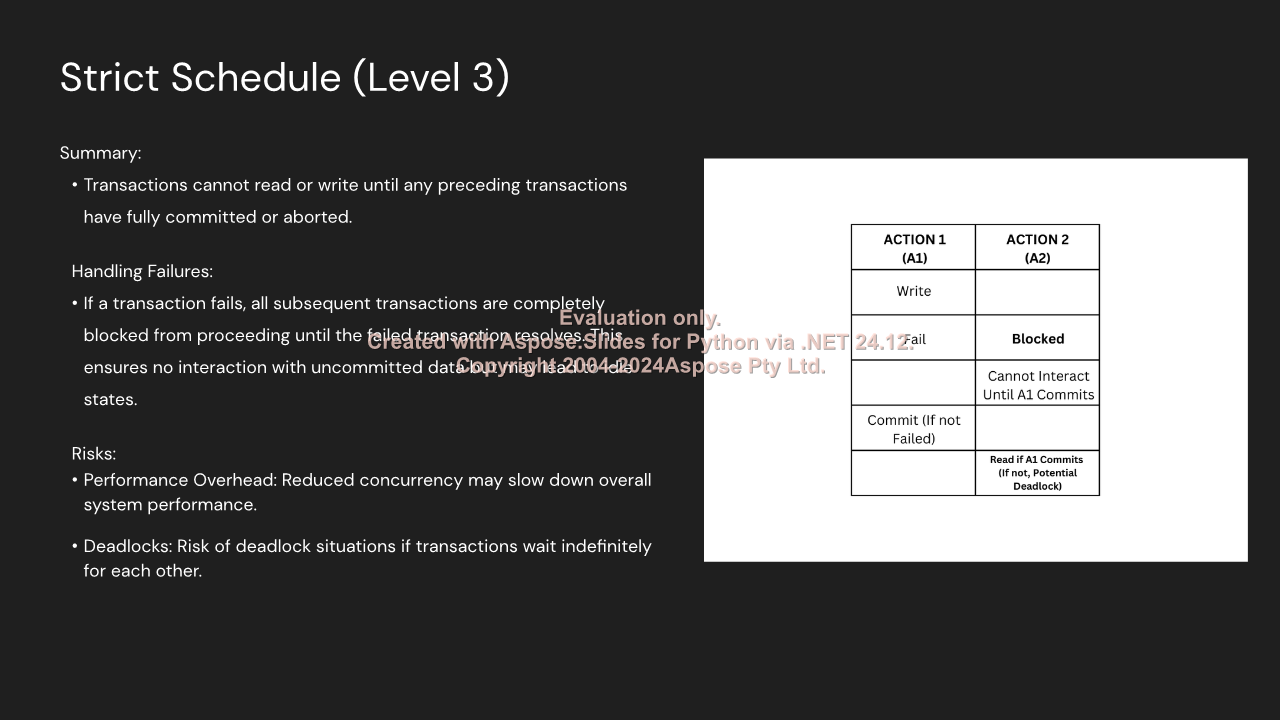 Strict Schedule (Level 3)
Summary:
• Transactions cannot read or write until any preceding transactions
have fully committed or aborted.
Handling Failures:
• If a transaction fails, all subsequent transactions are completely
blocked from proceeding until the failed transaction resolves. This
ensures no interaction with uncommitted data but may lead to idle
states.
Risks:
• Performance Overhead: Reduced concurrency may slow down overall
system performance.
• Deadlocks: Risk of deadlock situations if transactions wait indefinitely
for each other.
Evaluation only.
Created with Aspose.Slides for Python via .NET 24.12.
Copyright 2004-2024Aspose Pty Ltd.
ACTION 1 ACTION 2
(A1) (A2)
Write
Fail Blocked
Cannot Interact
Until A1 Commits
Commit (If not
Failed)
Read if A1 Commits
(If not, Potential
Deadlock)